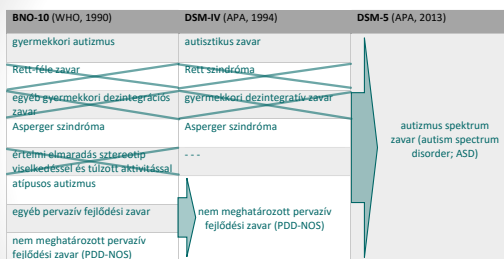 BNO-10 (WHO, 1990) DSM-IV (APA, 1994) DSM-5 (APA, 2013)
gyermekkori autizmus autisztikus zavar
Rett-féle zavar Rett szindróma
egyéb gyermekkori dezintegrációs
zavar
gyermekkori dezintegratív zavar
Asperger szindróma Asperger szindróma
értelmi elmaradás sztereotip
viselkedéssel és túlzott aktivitással
---
atípusos autizmus
egyéb pervazív fejlődési zavar
nem meghatározott pervazív
fejlődési zavar (PDD-NOS)
nem meghatározott pervazív
fejlődési zavar (PDD-NOS)
autizmus spektrum
zavar (autism spectrum
disorder; ASD)